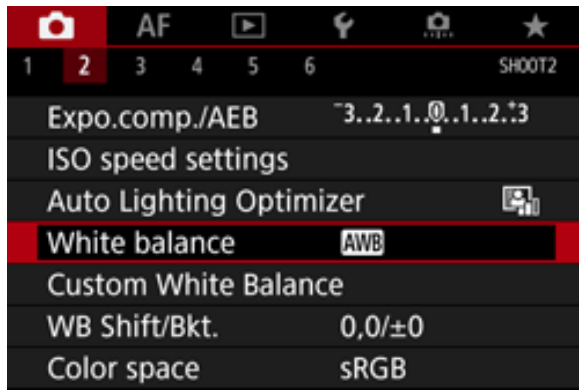 AF
1 2 3 4 5 6 SHOOT2
Expo.comp./AEB -3..2..1..0..1..2..+3
ISO speed settings
Auto Lighting Optimizer
White balance AWB
Custom White Balance
WB Shift/Bkt. 0,0/±0
Color space sRGB